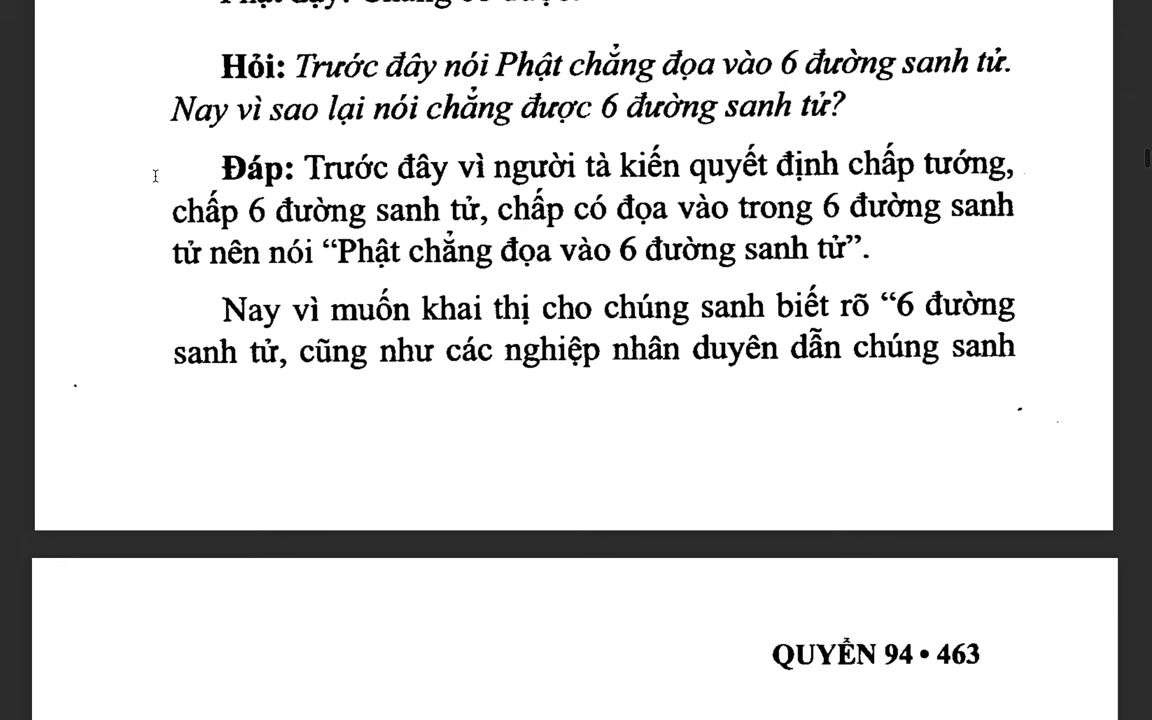 Hỏi: Trước đây nói Phật chẳng đọa vào 6 đường sanh tử.
Nay vì sao lại nói chẳng được 6 đường sanh tử?
Đáp: Trước đây vì người tà kiến quyết định chấp tướng,
chấp 6 đường sanh tử, chấp có đọa vào trong 6 đường sanh
tử nên nói “Phật chẳng đọa vào 6 đường sanh tử”.
Nay vì muốn khai thị cho chúng sanh biết rõ “6 đường
sanh tử, cũng như các nghiệp nhân duyên dẫn chúng sanh
QUYỂN 94 • 463